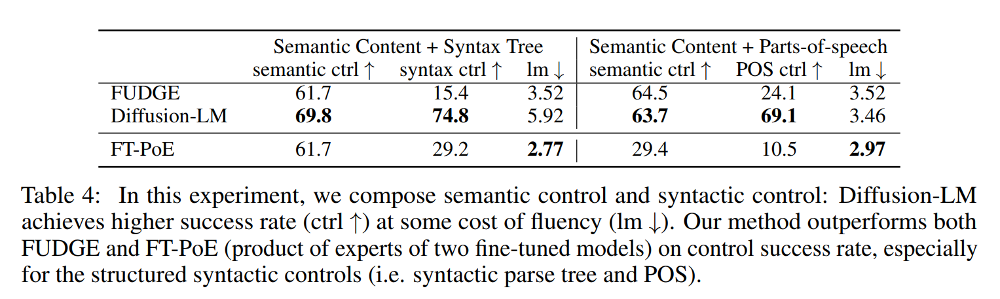 Semantic Content + Syntax Tree Semantic Content + Parts-of-speech
semantic ctrl ↑ syntax ctrl ↑ lm ↓ semantic ctrl ↑ POS ctrl ↑ lm ↓
FUDGE 61.7 15.4 3.52 64.5 24.1 3.52
Diffusion-LM 69.8 74.8 5.92 63.7 69.1 3.46
FT-PoE 61.7 29.2 2.77 29.4 10.5 2.97
Table 4: In this experiment, we compose semantic control and syntactic control: Diffusion-LM
achieves higher success rate (ctrl ↑) at some cost of fluency (lm ↓). Our method outperforms both
FUDGE and FT-PoE (product of experts of two fine-tuned models) on control success rate, especially
for the structured syntactic controls (i.e. syntactic parse tree and POS).